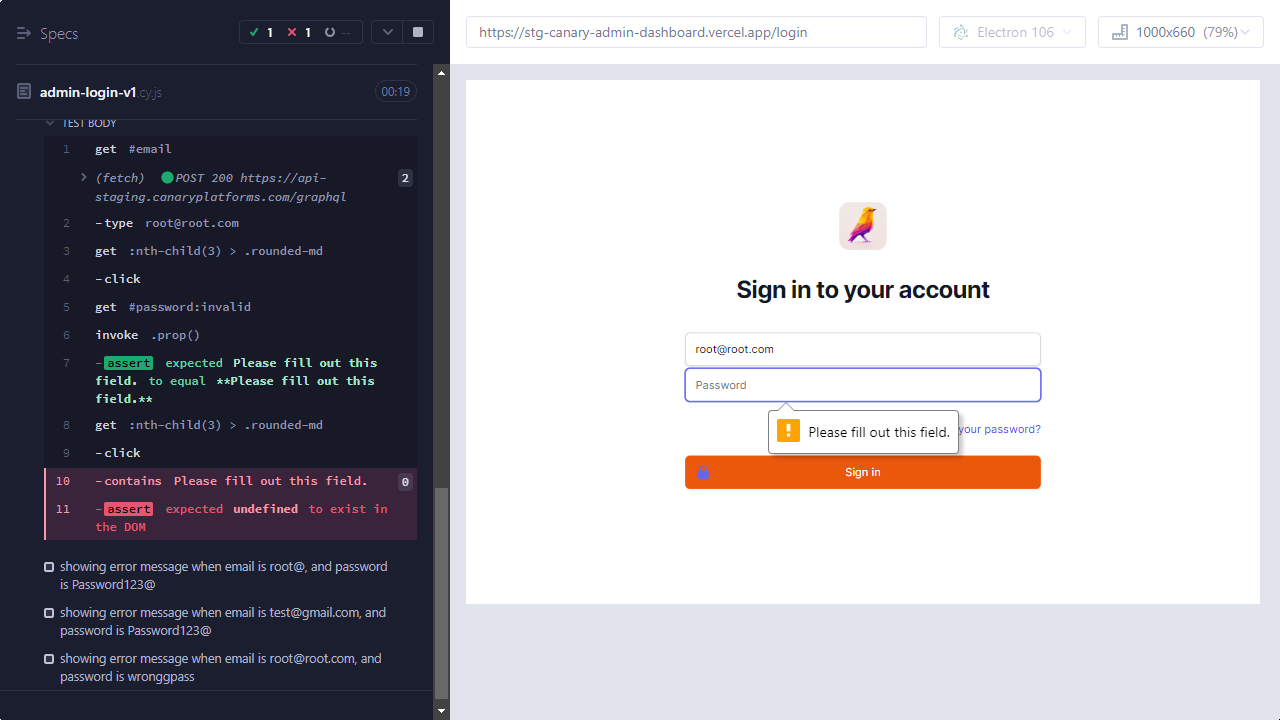 Specs
1
1
--
https://stg-canary-admin-dashboard.vercel.app/login
Electron 106
1000x660 (79%)
admin-login-v1.cy.js
00:19
TEST BODY
1 get #email
(fetch) POST 200 https://api-
staging.canaryplatforms.com/graphql
2
2 -type root@root.com
3 get :nth-child(3) > .rounded-md
4 -click
5 get #password:invalid
6 invoke .prop()
7 -assert expected Please fill out this
field. to equal **Please fill out this
field.**
8 get :nth-child(3) > .rounded-md
9 -click
10 -contains Please fill out this field.
0
11 -assert expected undefined to exist in
the DOM
showing error message when email is root@, and password
is Password123@
showing error message when email is test@gmail.com, and
password is Password123@
showing error message when email is root@root.com, and
password is wronggpass
Sign in to your account
root@root.com
Password
Please fill out this field.
your password?
Sign in